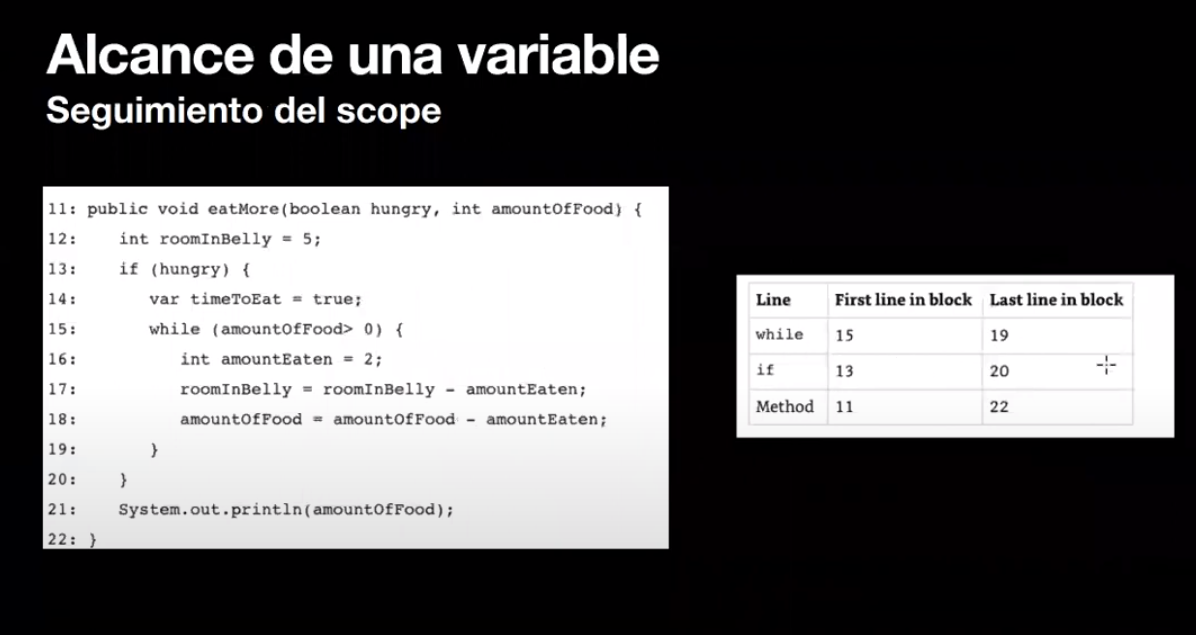 Alcance de una variable
Seguimiento del scope
11: public void eatMore(boolean hungry, int amountOfFood) {
12: int roomInBelly = 5;
13: if (hungry) {
14: var timeToEat = true;
15: while (amountOfFood> 0) {
16: int amountEaten = 2;
17: roomInBelly = roomInBelly - amountEaten;
18: amountOfFood = amountOfFood - amountEaten;
19: }
20: }
21: System.out.println(amountOfFood);
22: }
Line First line in block Last line in block
while 15 19
if 13 20
Method 11 22